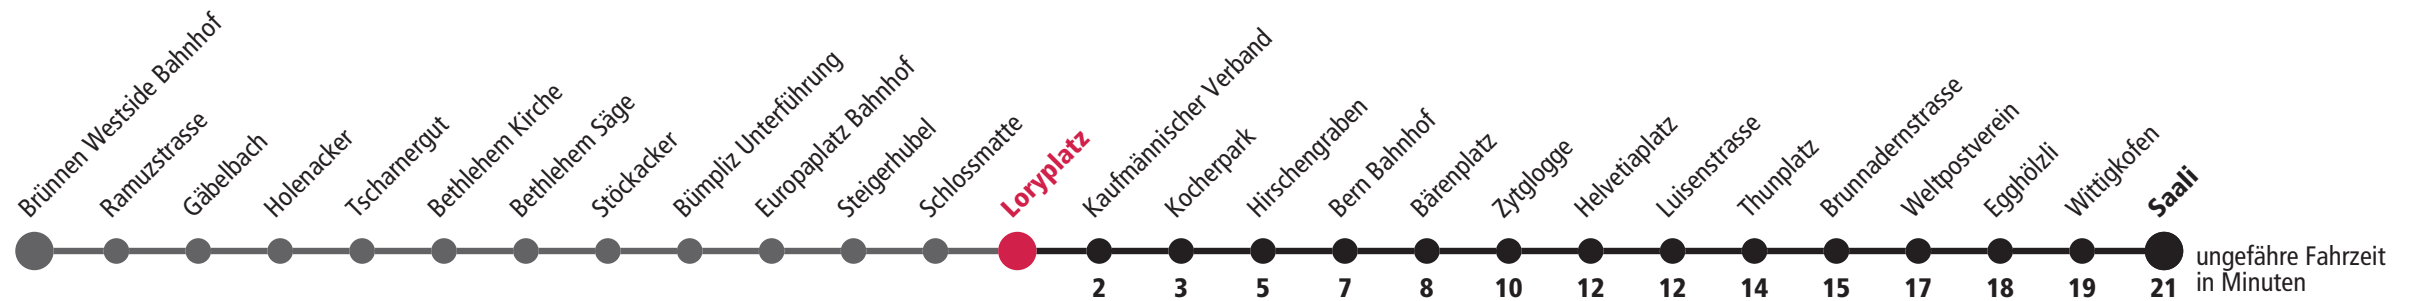 Brünnen Westside Bahnhof
Ramuzstrasse
Gäbelbach
Holenacker
Tscharnergut
Bethlehem Kirche
Bethlehem Säge
Stöckacker
Bümpliz Unterführung
Europaplatz Bahnhof
Steigerhubel
Schlossmatte
Loryplatz
Kaufmännischer Verband
Kocherpark
Hirschengraben
Bern Bahnhof
Bärenplatz
Zytglogge
Helvetiaplatz
Luisenstrasse
Thunplatz
Brunnadernstrasse
Weltpostverein
Egghölzli
Wittigkofen
Saali
2 3 5 7 8 10 12 12 14 15 17 18 19 21
ungefähre Fahrzeit
in Minuten